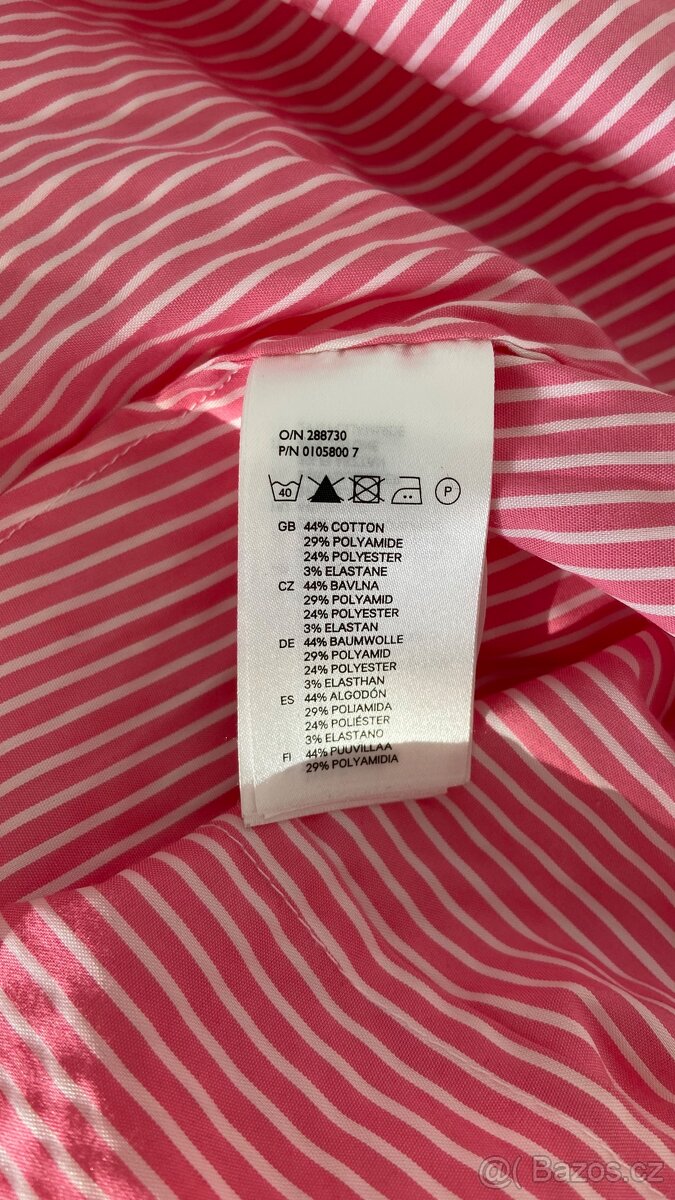 O/N 288730
P/N 0105800 7
40 P
GB 44% COTTON
29% POLYAMIDE
24% POLYESTER
3% ELASTANE
CZ 44% BAVLNA
29% POLYAMID
24% POLYESTER
3% ELASTAN
DE 44% BAUMWOLLE
29% POLYAMID
24% POLYESTER
3% ELASTHAN
ES 44% ALGODÓN
29% POLIAMIDA
24% POLIÉSTER
3% ELASTANO
FI 44% PUUVILLAA
29% POLYAMIDIA
Bazos.cz